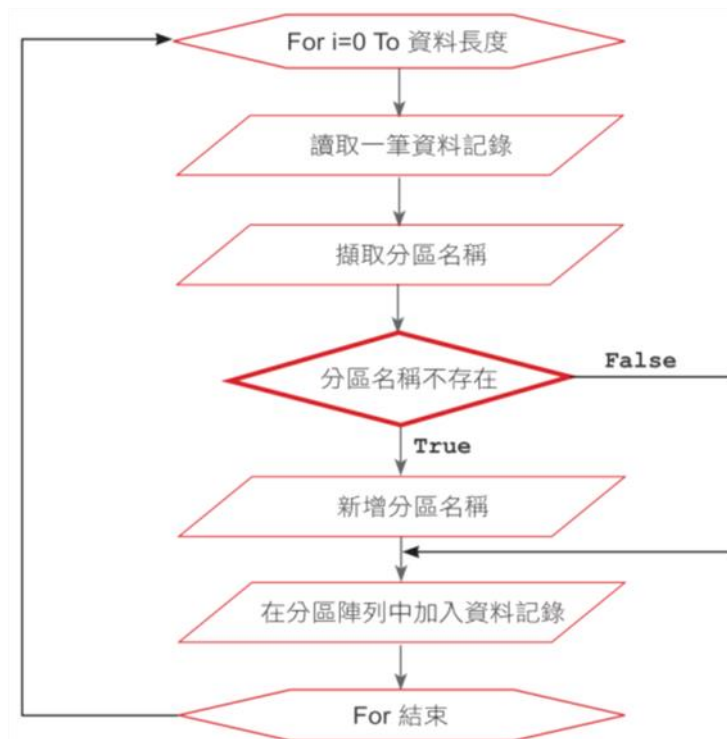 For i=0 To 資料長度
讀取一筆資料記錄
擷取分區名稱
分區名稱不存在
False
True
新增分區名稱
在分區陣列中加入資料記錄
For 結束